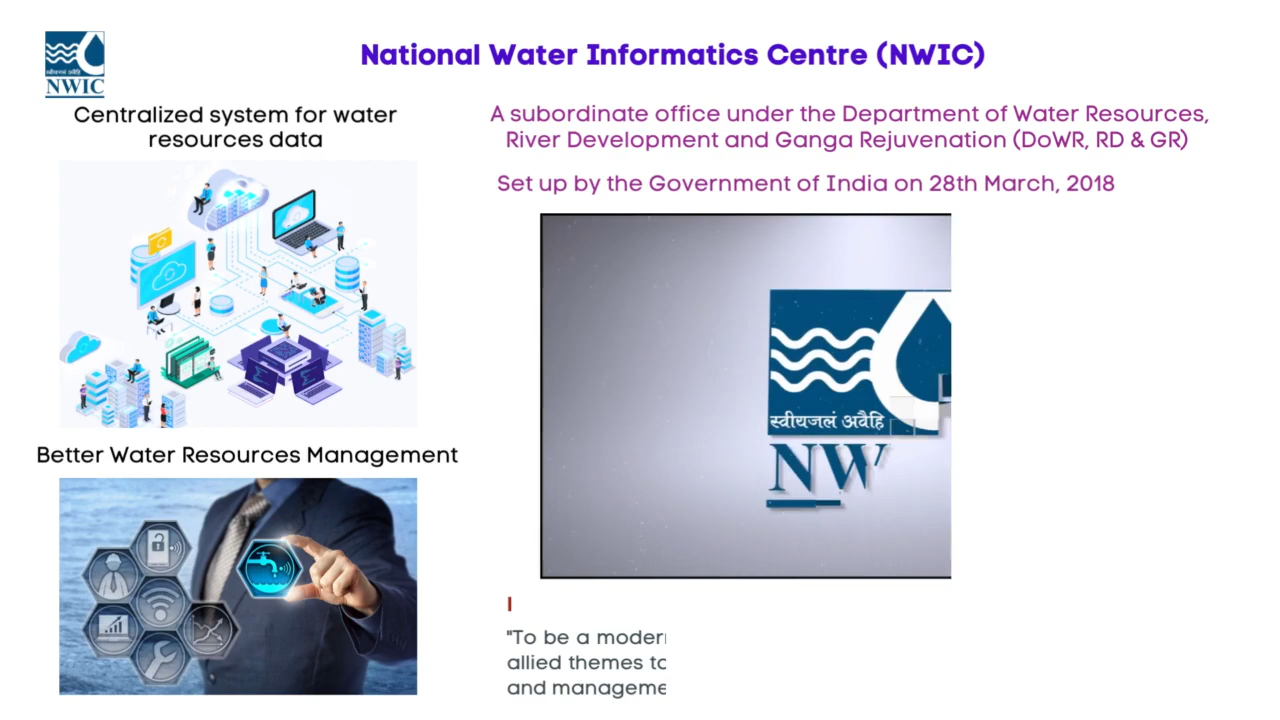 NWIC
National Water Informatics Centre (NWIC)
Centralized system for water
resources data
A subordinate office under the Department of Water Resources,
River Development and Ganga Rejuvenation (DoWR, RD & GR)
Set up by the Government of India on 28th March, 2018
स्वीयजलं अवैहि
NW
Better Water Resources Management
"To be a moder
allied themes to
and manageme